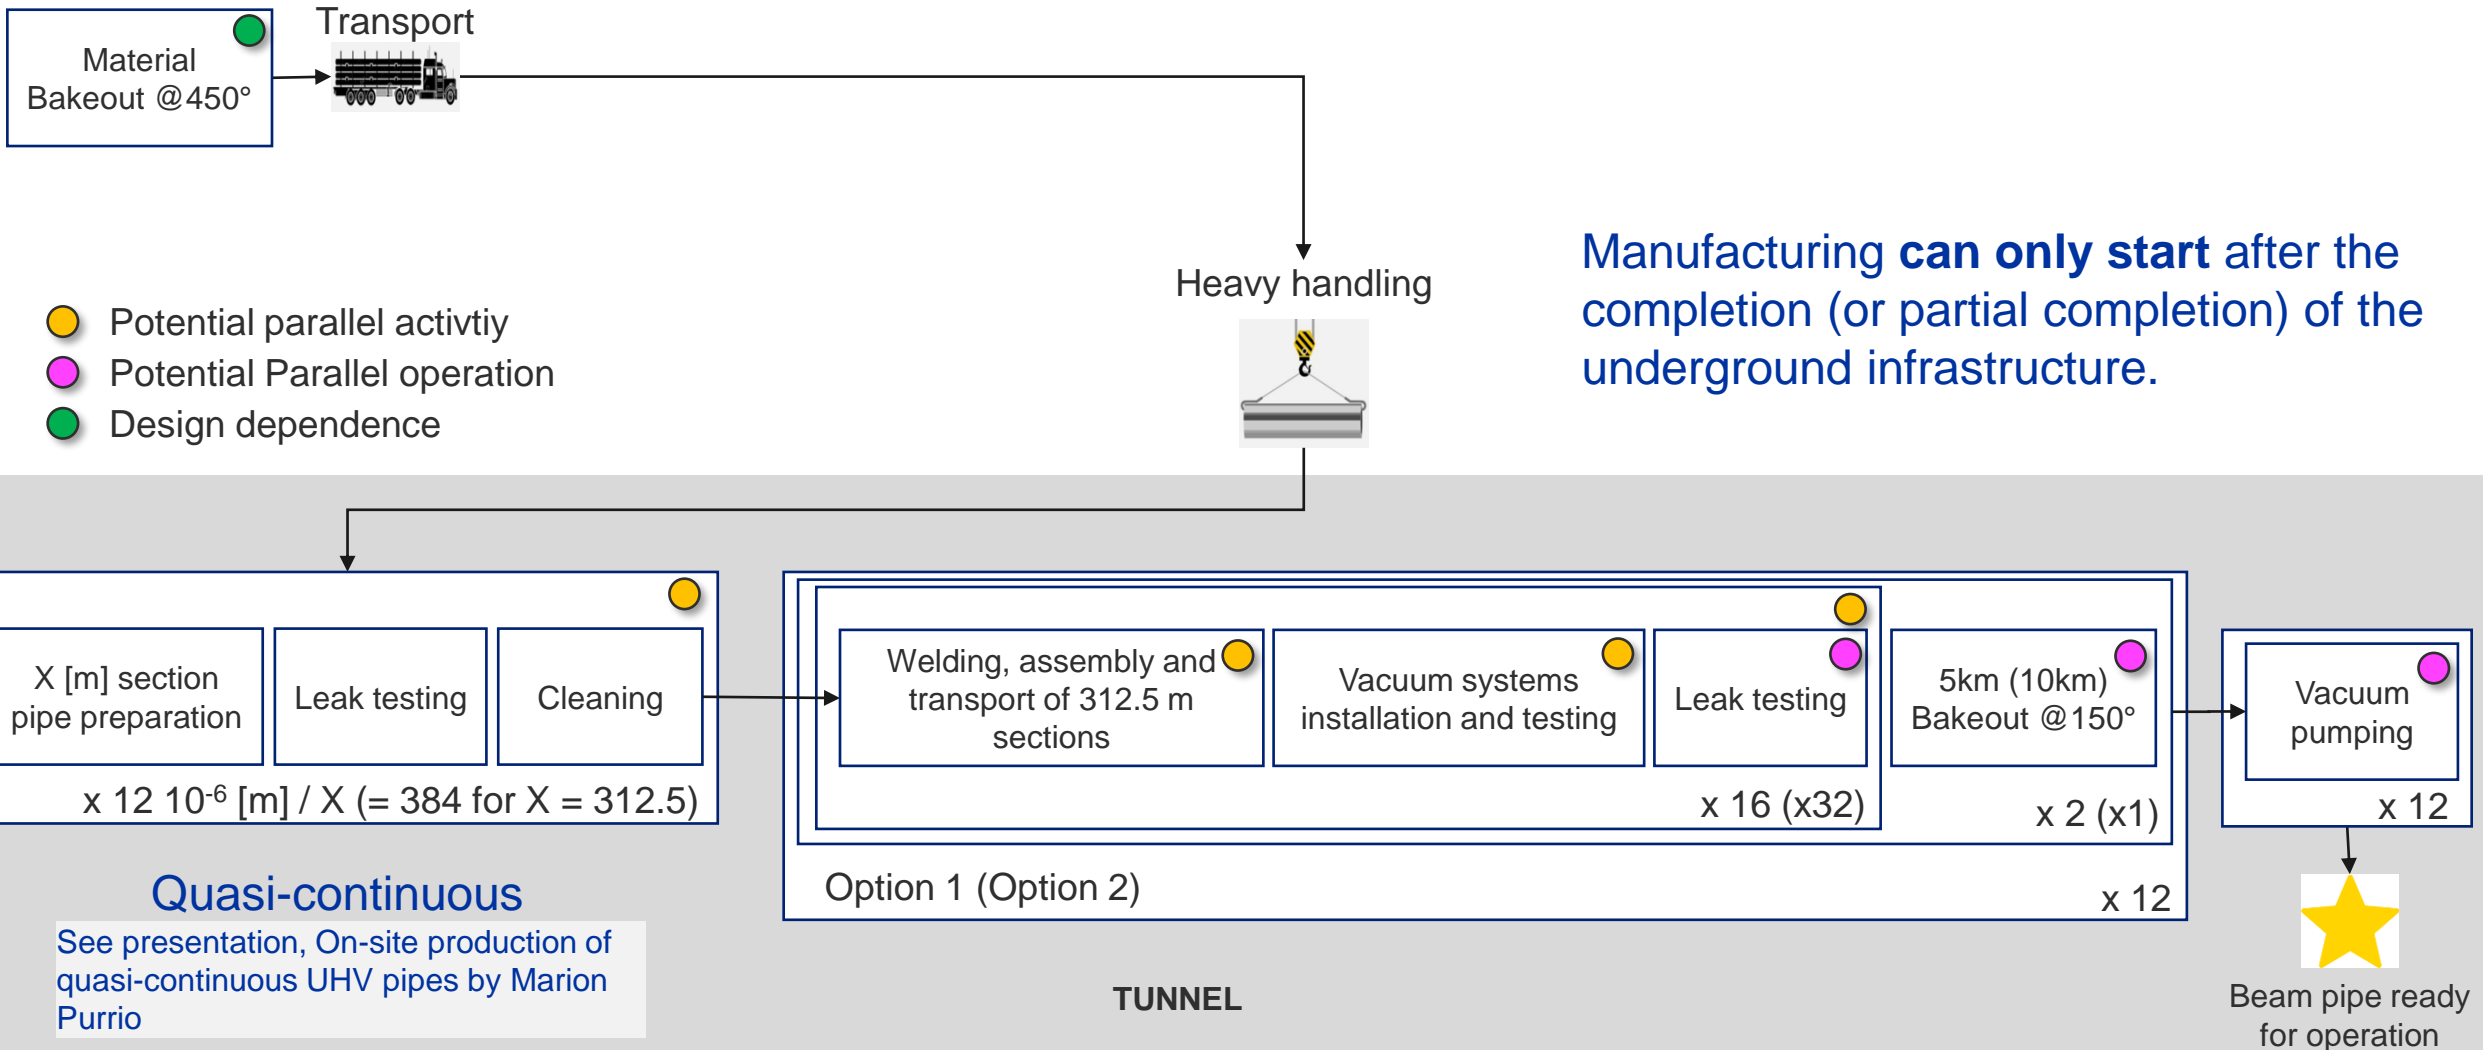 Material
Bakeout @450°
Transport
Heavy handling
Manufacturing can only start after the
completion (or partial completion) of the
underground infrastructure.
Potential parallel activtiy
Potential Parallel operation
Design dependence
X [m] section
pipe preparation
Leak testing
Cleaning
x 12 10-6 [m] / X (= 384 for X = 312.5)
Welding, assembly and
transport of 312.5 m
sections
Vacuum systems
installation and testing
Leak testing
x 16 (x32)
5km (10km)
Bakeout @150°
x 2 (x1)
Option 1 (Option 2)
x 12
Vacuum
pumping
x 12
Quasi-continuous
See presentation, On-site production of
quasi-continuous UHV pipes by Marion
Purrio
TUNNEL
Beam pipe ready
for operation